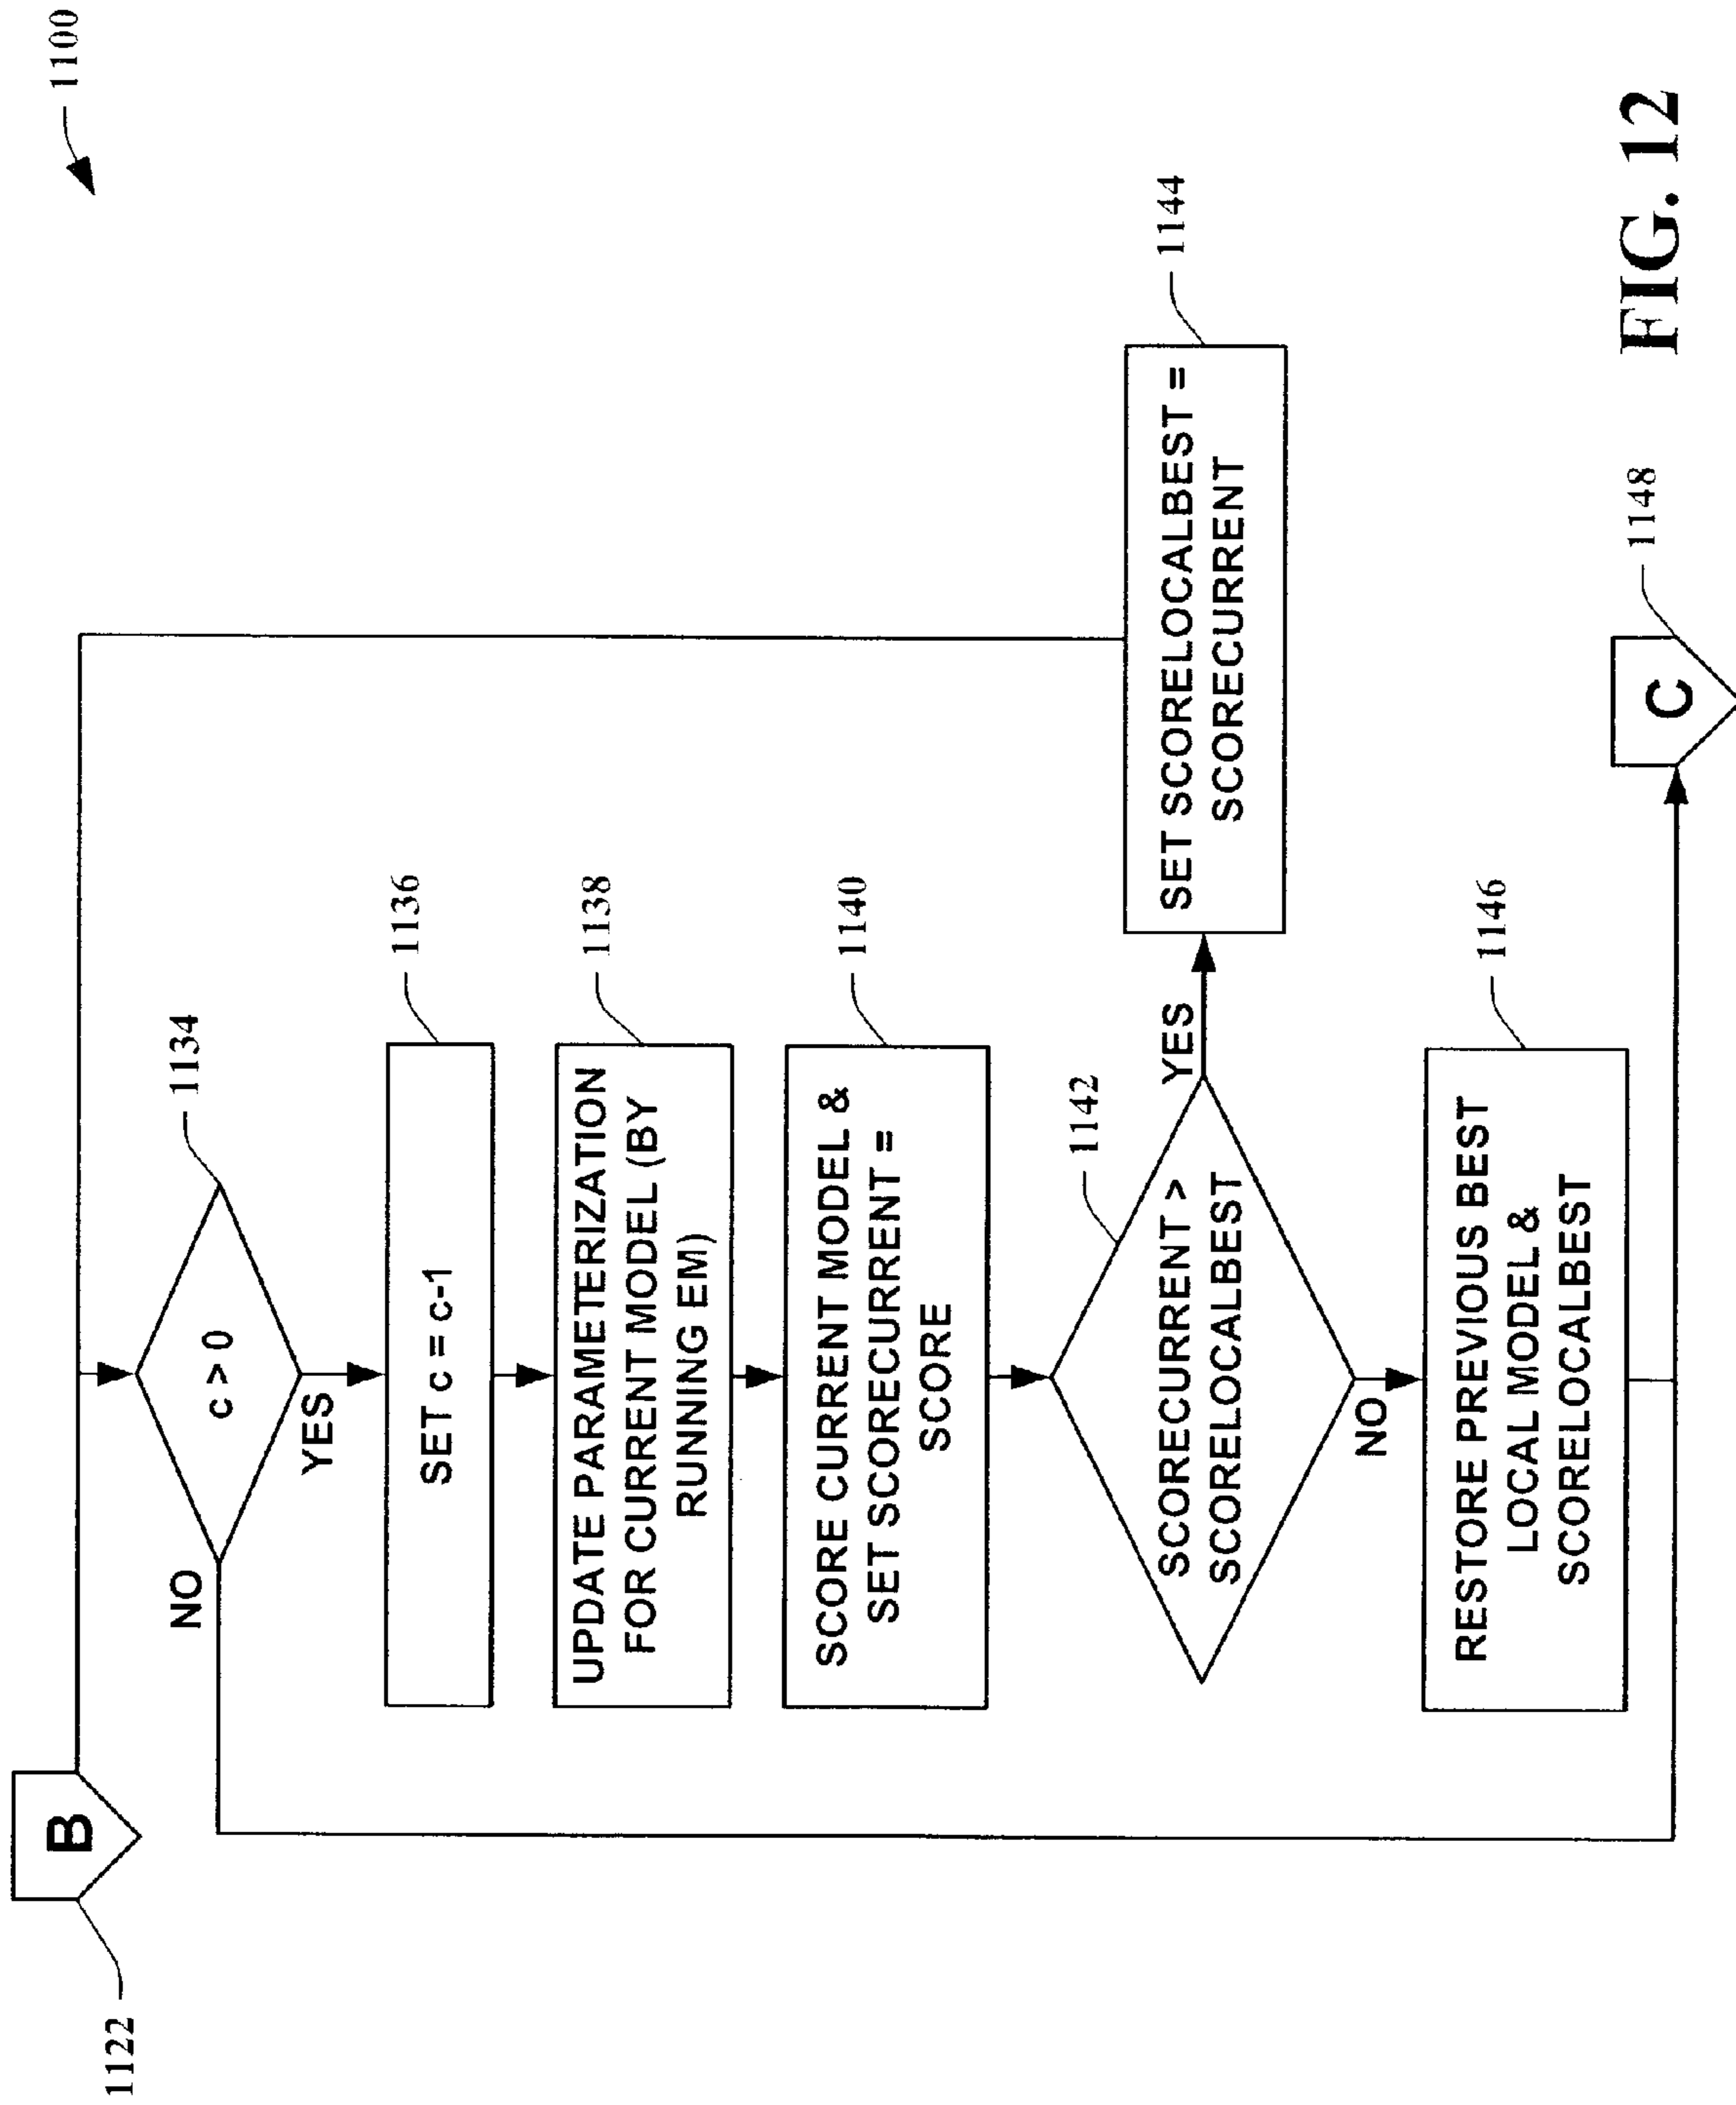 1100
B
1122
1134
c > 0
NO
YES
1136
SET c = c-1
1138
UPDATE PARAMETERIZATION
FOR CURRENT MODEL (BY
RUNNING EM)
1140
SCORE CURRENT MODEL &
SET SCORECURRENT =
SCORE
1142
SCORECURRENT >
SCORELOCALBEST
YES
NO
1144
SET SCORELOCALBEST =
SCORECURRENT
1146
RESTORE PREVIOUS BEST
LOCAL MODEL &
SCORELOCALBEST
1148
C
FIG. 12